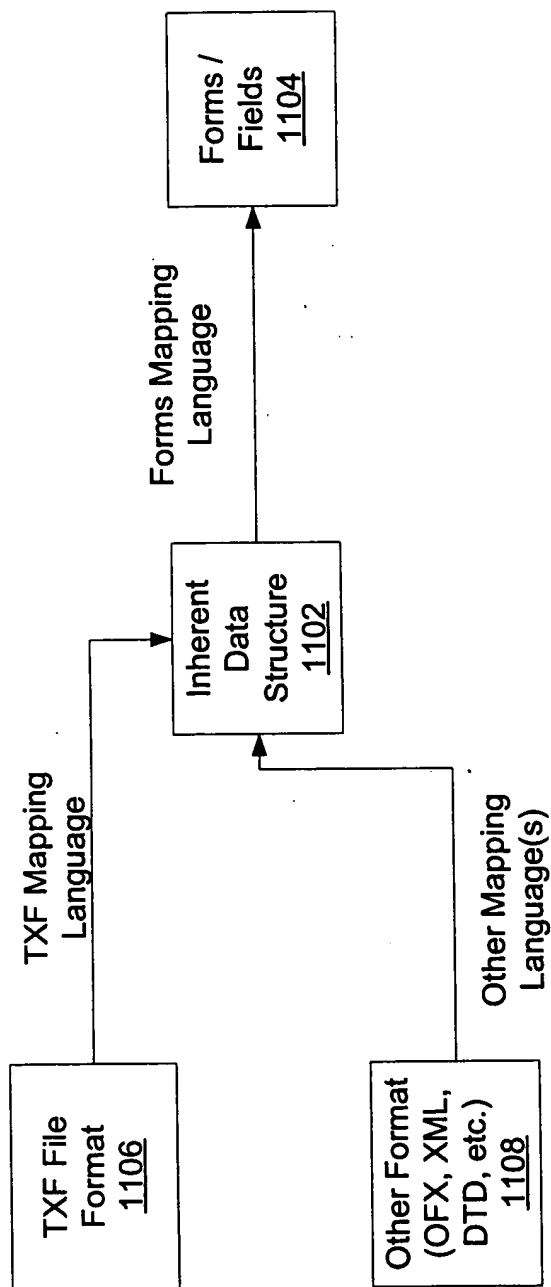 TXF File
Format
1106
TXF Mapping
Language
Other Format
(OFX, XML,
DTD, etc.)
1108
Other Mapping
Language(s)
Inherent
Data
Structure
1102
Forms Mapping
Language
Forms /
Fields
1104